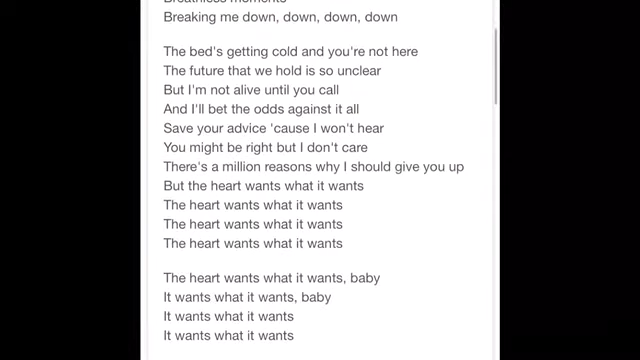 Breathless moments
Breaking me down, down, down, down
The bed's getting cold and you're not here
The future that we hold is so unclear
But I'm not alive until you call
And I'll bet the odds against it all
Save your advice 'cause I won't hear
You might be right but I don't care
There's a million reasons why I should give you up
But the heart wants what it wants
The heart wants what it wants
The heart wants what it wants
The heart wants what it wants
The heart wants what it wants, baby
It wants what it wants, baby
It wants what it wants
It wants what it wants